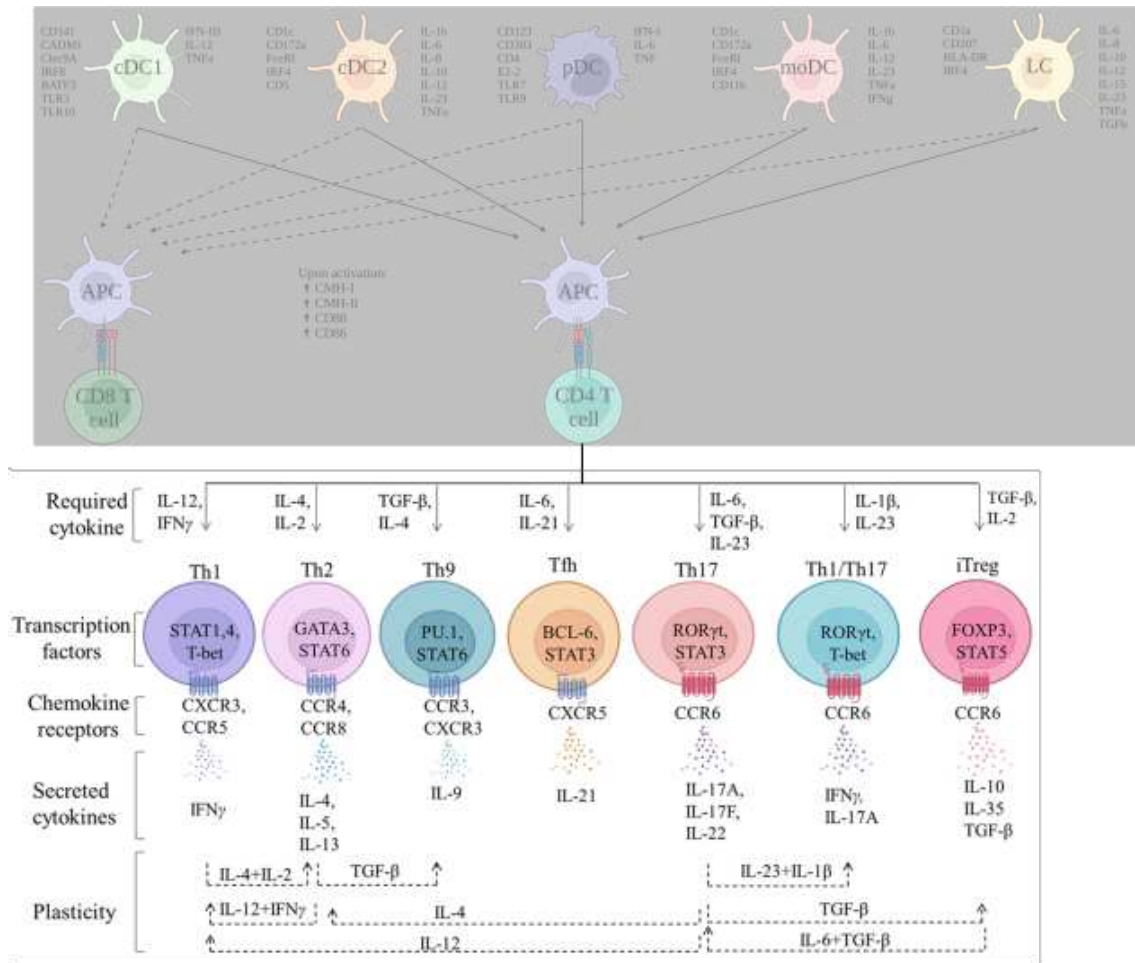 CD141
CADM1
Clec9A
IRF8
BATF3
TLR3
TLR10
cDC1
IFN-III
IL-12
TNFa
CD1c
CD172a
FceRI
IRF4
CD5
cDC2
IL-1b
IL-6
IL-8
IL-10
IL-12
IL-23
TNFa
CD123
CD303
CD4
E2-2
TLR7
TLR9
pDC
IFN-I
IL-6
TNF
CD1c
CD172a
FceRI
IRF4
CD116
moDC
IL-1b
IL-6
IL-12
IL-23
TNFa
IFNg
CD1a
CD207
HLA-DR
IRF4
LC
IL-6
IL-8
IL-10
IL-12
IL-15
IL-23
TNFa
TGFb
APC
Upon activation:
↑ CMH-I
↑ CMH-II
↑ CD80
↑ CD86
APC
CD8 T
cell
CD4 T
cell
Required
cytokine
IL-12,
IFNγ
IL-4,
IL-2
TGF-β,
IL-4
IL-6,
IL-21
IL-6,
TGF-β,
IL-23
IL-1β,
IL-23
TGF-β,
IL-2
Th1
Th2
Th9
Tfh
Th17
Th1/Th17
iTreg
Transcription
factors
STAT1,4,
T-bet
GATA3,
STAT6
PU.1,
STAT6
BCL-6,
STAT3
RORγt,
STAT3
RORγt,
T-bet
FOXP3,
STAT5
Chemokine
receptors
CXCR3,
CCR5
CCR4,
CCR8
CCR3,
CXCR3
CXCR5
CCR6
CCR6
CCR6
Secreted
cytokines
IFNγ
IL-4,
IL-5,
IL-13
IL-9
IL-21
IL-17A,
IL-17F,
IL-22
IFNγ,
IL-17A
IL-10
IL-35
TGF-β
Plasticity
IL-4+IL-2
TGF-β
IL-23+IL-1β
IL-12+IFNγ
IL-4
TGF-β
IL-12
IL-6+TGF-β